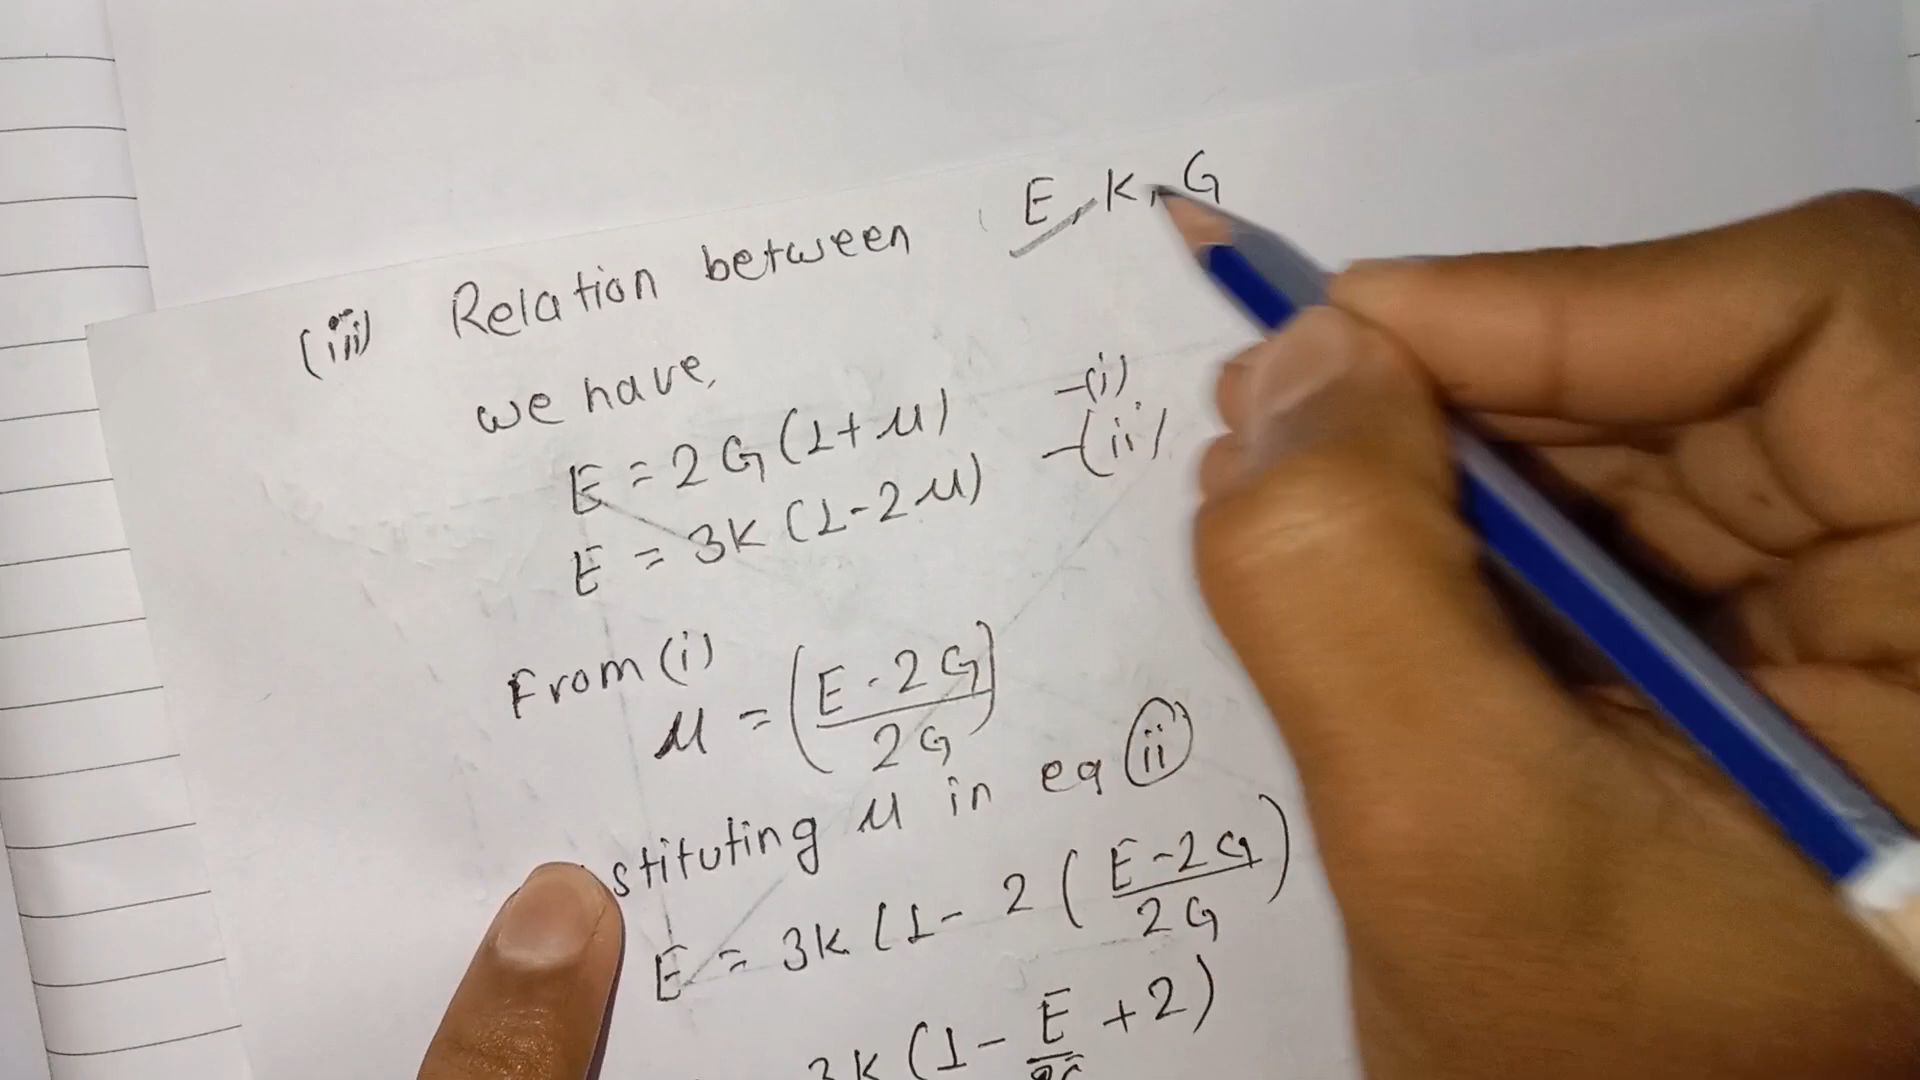 (iii) Relation between E, K, G
we have,
E = 2G(1+μ) -(i)
E = 3K(1-2μ) -(ii)
From (i)
μ = (E-2G/2G)
stituting μ in eq (ii)
E = 3K(1-2(E-2G/2G)
3K(1-E/G+2)